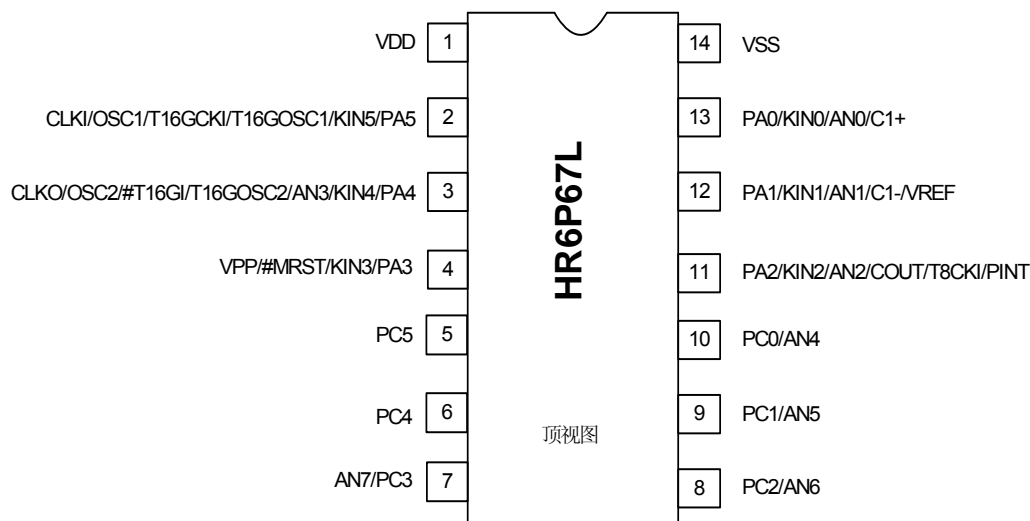 VDD 1 14 VSS
CLKI/OSC1/T16GCKI/T16GOSC1/KIN5/PA5 2 13 PA0/KIN0/AN0/C1+
CLKO/OSC2/#T16GI/T16GOSC2/AN3/KIN4/PA4 3 12 PA1/KIN1/AN1/C1-/VREF
VPP/#MRST/KIN3/PA3 4 11 PA2/KIN2/AN2/COUT/T8CKI/PINT
HR6P67L
PC5 5 10 PC0/AN4
PC4 6 9 PC1/AN5
顶视图
AN7/PC3 7 8 PC2/AN6